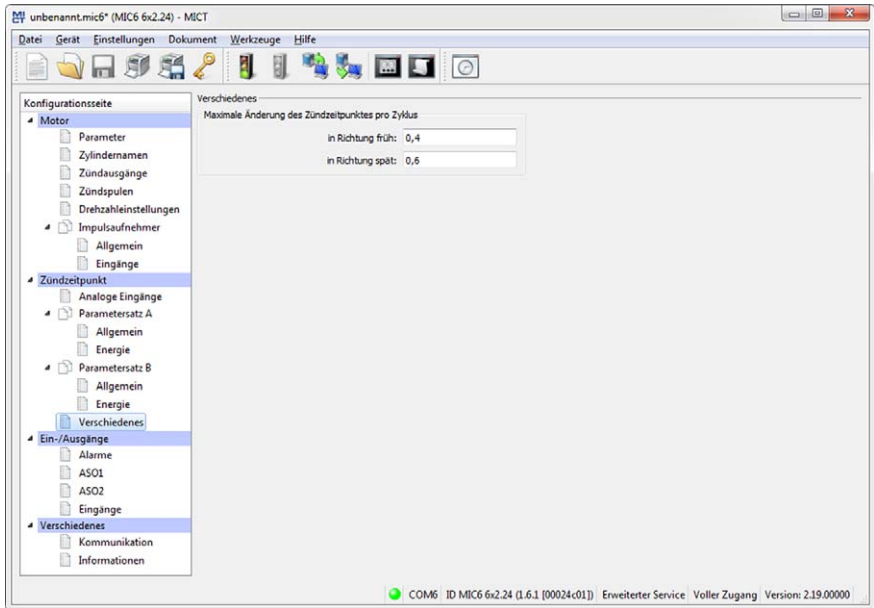 unbenannt.mic6* (MIC6 6x2.24) - MICT
Datei Gerät Einstellungen Dokument Werkzeuge Hilfe
Konfigurationsseite
Motor
Parameter
Zylindernamen
Zündausgänge
Zündspulen
Drehzahleinstellungen
Impulsaufnehmer
Allgemein
Eingänge
Zündzeitpunkt
Analoge Eingänge
Parametersatz A
Allgemein
Energie
Parametersatz B
Allgemein
Energie
Verschiedenes
Ein-/Ausgänge
Alarme
ASO1
ASO2
Eingänge
Verschiedenes
Kommunikation
Informationen
Verschiedenes
Maximale Änderung des Zündzeitpunktes pro Zyklus
in Richtung früh: 0,4
in Richtung spät: 0,6
COM6 ID MIC6 6x2.24 (1.6.1 [00024c01]) Erweiterter Service Voller Zugang Version: 2.19.00000